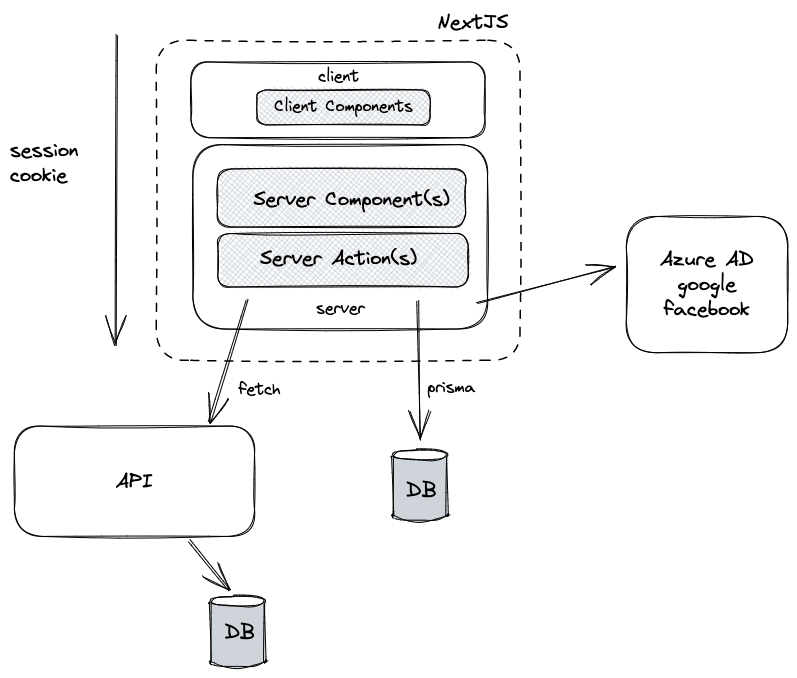 NextJS
client
Client Components
session
cookie
Server Component(s)
Server Action(s)
server
Azure AD
google
facebook
fetch
prisma
API
DB
DB